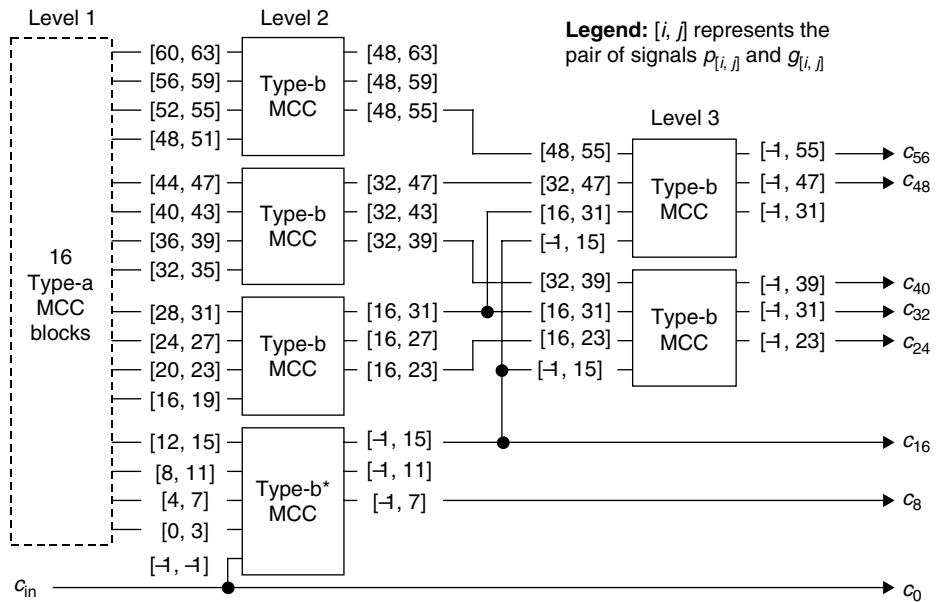 Level 1
Level 2
Legend: [i, j] represents the
pair of signals p[i, j] and g[i, j]
[60, 63]
[56, 59]
[52, 55]
[48, 51]
Type-b
MCC
[48, 63]
[48, 59]
[48, 55]
Level 3
[44, 47]
[40, 43]
[36, 39]
[32, 35]
Type-b
MCC
[32, 47]
[32, 43]
[32, 39]
[48, 55]
[32, 47]
[16, 31]
[–1, 15]
Type-b
MCC
[–1, 55]
[–1, 47]
[–1, 31]
c56
c48
16
Type-a
MCC
blocks
[28, 31]
[24, 27]
[20, 23]
[16, 19]
Type-b
MCC
[16, 31]
[16, 27]
[16, 23]
[32, 39]
[16, 31]
[16, 23]
[–1, 15]
Type-b
MCC
[–1, 39]
[–1, 31]
[–1, 23]
c40
c32
c24
[12, 15]
[8, 11]
[4, 7]
[0, 3]
[–1, –1]
Type-b*
MCC
[–1, 15]
[–1, 11]
[–1, 7]
c16
c8
cin
c0